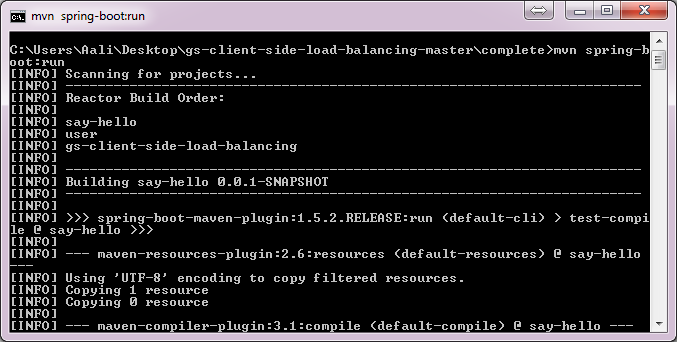 mvn spring-boot:run
C:\Users\Aali\Desktop\gs-client-side-load-balancing-master\complete>mvn spring-b
oot:run
[INFO] Scanning for projects...
[INFO] ------------------------------------------------------------------------
[INFO] Reactor Build Order:
[INFO]
[INFO] say-hello
[INFO] user
[INFO] gs-client-side-load-balancing
[INFO]
[INFO] ------------------------------------------------------------------------
[INFO] Building say-hello 0.0.1-SNAPSHOT
[INFO] ------------------------------------------------------------------------
[INFO]
[INFO] >>> spring-boot-maven-plugin:1.5.2.RELEASE:run (default-cli) > test-compi
le @ say-hello >>>
[INFO]
[INFO] --- maven-resources-plugin:2.6:resources (default-resources) @ say-hello
---
[INFO] Using 'UTF-8' encoding to copy filtered resources.
[INFO] Copying 1 resource
[INFO] Copying 0 resource
[INFO]
[INFO] --- maven-compiler-plugin:3.1:compile (default-compile) @ say-hello ---